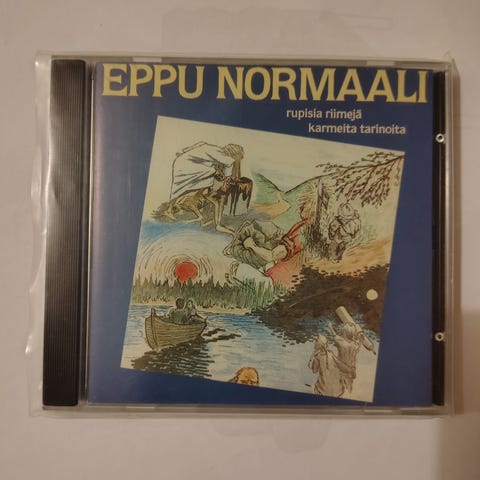 EPPU NORMAALI
rupisia riimejä
karmeita tarinoita